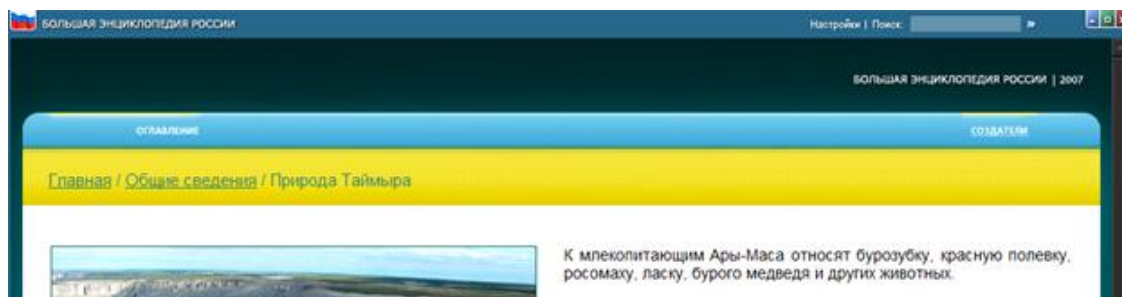 БОЛЬШАЯ ЭНЦИКЛОПЕДИЯ РОССИИ
Настройки | Поиск:
БОЛЬШАЯ ЭНЦИКЛОПЕДИЯ РОССИИ | 2007
ОГЛАВЛЕНИЕ
СОЗДАТЕЛИ
Главная / Общие сведения / Природа Таймыра
К млекопитающим Ары-Маса относят бурозубку, красную полевку,
росомаху, ласку, бурого медведя и других животных.